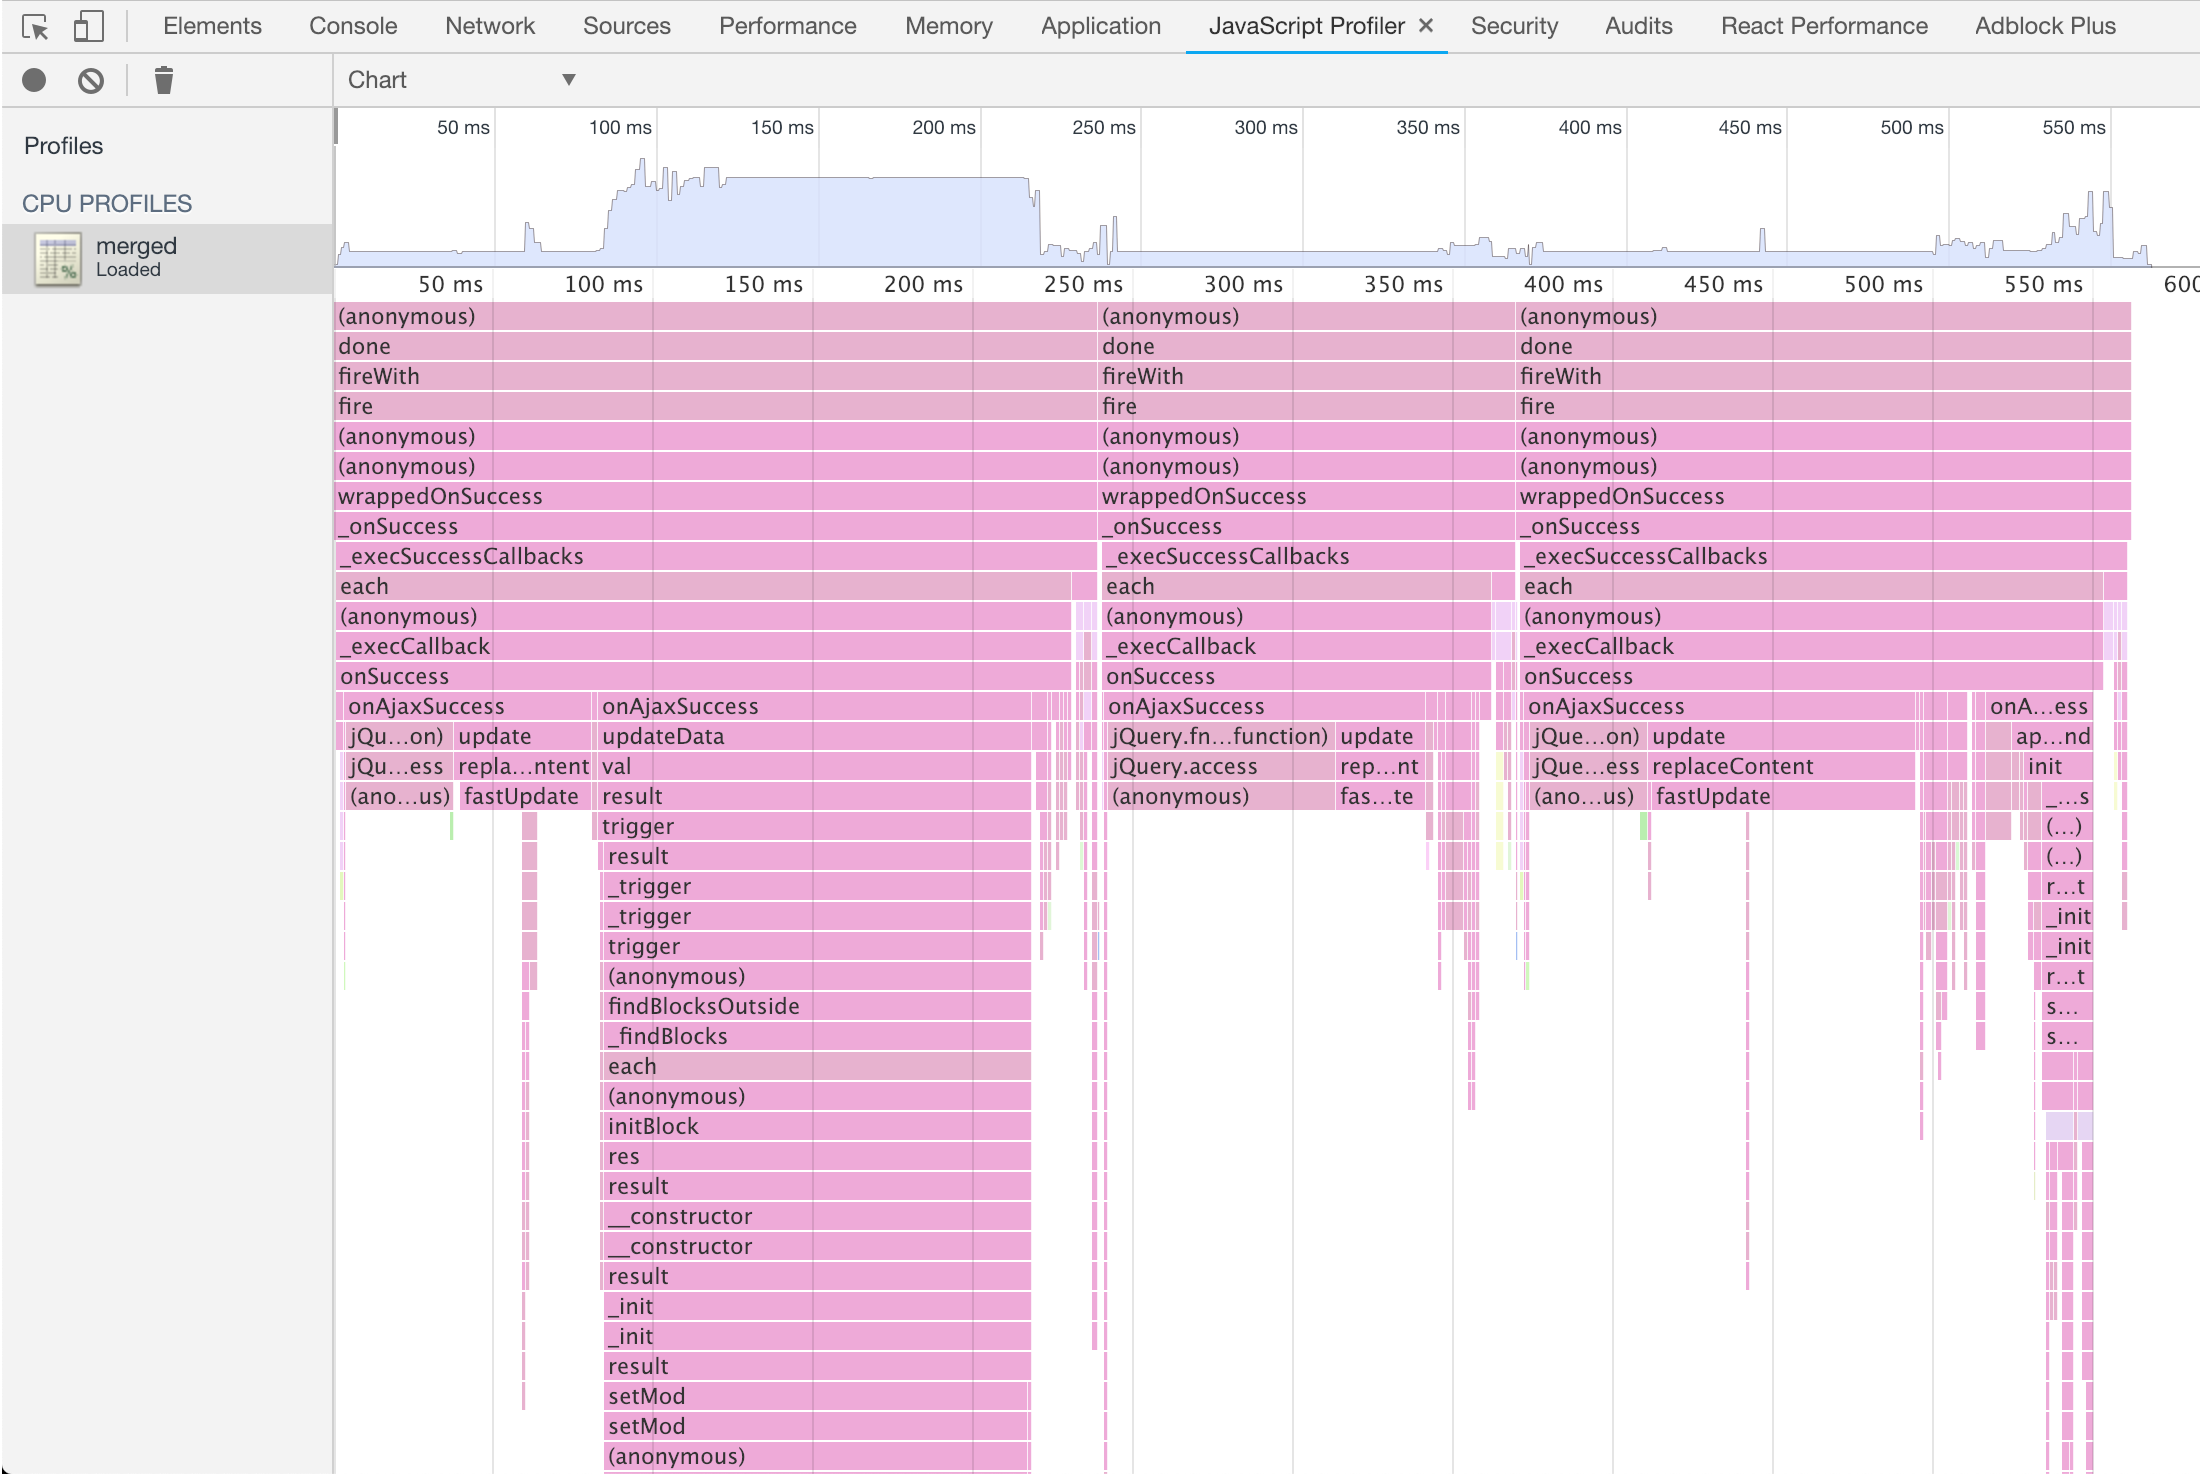 Elements Console Network Sources Performance Memory Application JavaScript Profiler × Security Audits React Performance Adblock Plus
Chart ▼
Profiles
CPU PROFILES
merged
Loaded
50 ms 100 ms 150 ms 200 ms 250 ms 300 ms 350 ms 400 ms 450 ms 500 ms 550 ms
50 ms 100 ms 150 ms 200 ms 250 ms 300 ms 350 ms 400 ms 450 ms 500 ms 550 ms 600
(anonymous) (anonymous) (anonymous)
done done done
fireWith fireWith fireWith
fire fire fire
(anonymous) (anonymous) (anonymous)
(anonymous) (anonymous) (anonymous)
wrappedOnSuccess wrappedOnSuccess wrappedOnSuccess
_onSuccess _onSuccess _onSuccess
_execSuccessCallbacks _execSuccessCallbacks _execSuccessCallbacks
each each each
(anonymous) (anonymous) (anonymous)
_execCallback _execCallback _execCallback
onSuccess onSuccess onSuccess
onAjaxSuccess onAjaxSuccess onAjaxSuccess onAjaxSuccess onA…ess
jQu…on) update updateData jQuery.fn…function) update jQue…on) update ap…nd
jQu…ess repla…ntent val jQuery.access rep…nt jQue…ess replaceContent init
(ano…us) fastUpdate result (anonymous) fas…te (ano…us) fastUpdate _…s
trigger (…)
result (…)
_trigger r…t
_trigger _init
trigger _init
(anonymous) r…t
findBlocksOutside s…
_findBlocks s…
each
(anonymous)
initBlock
res
result
__constructor
__constructor
result
_init
_init
result
setMod
setMod
(anonymous)